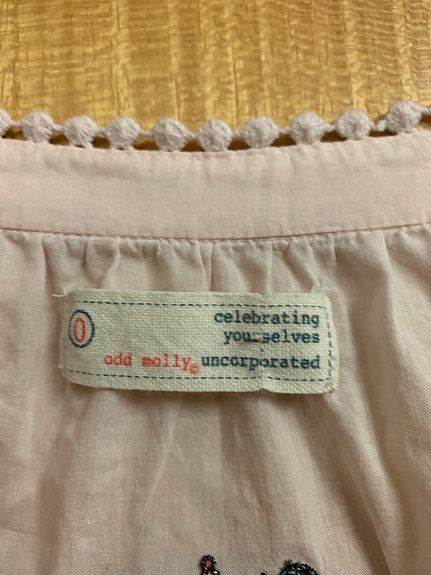 celebrating
yourselves
0 odd molly® uncorporated